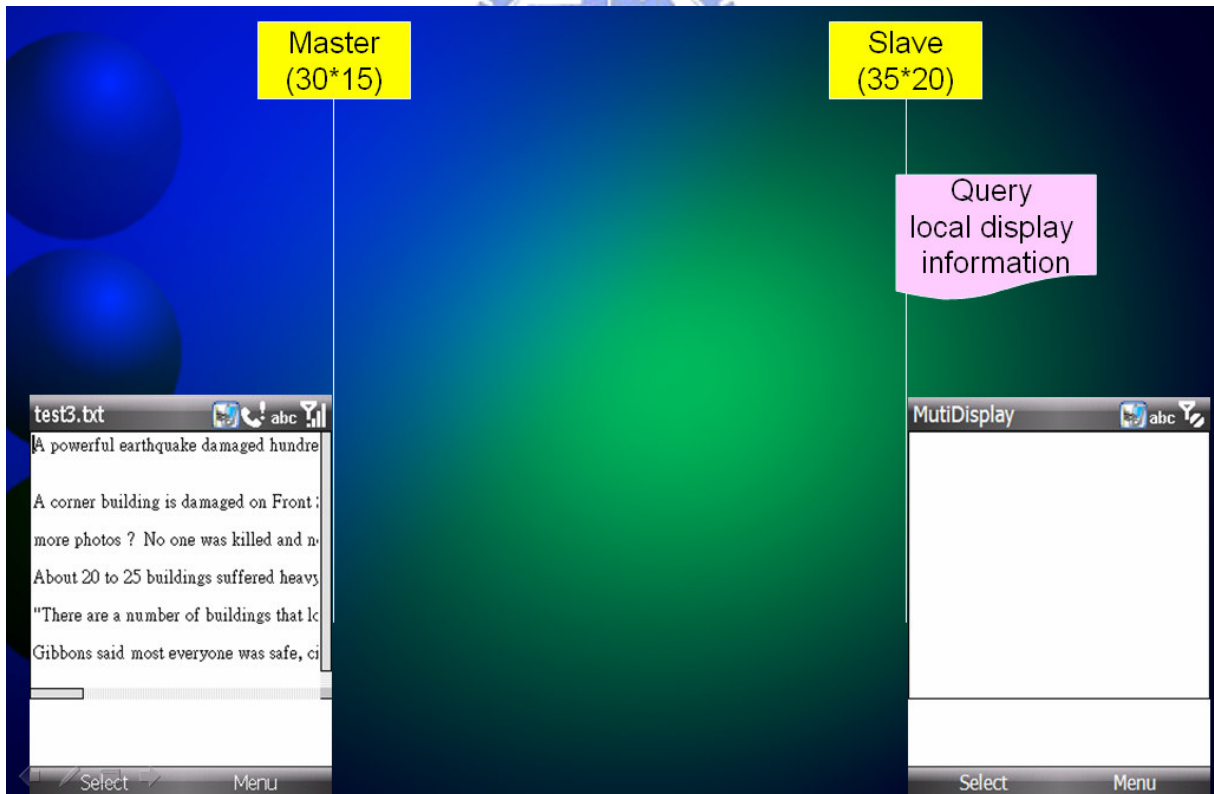 Master
(30*15)
Slave
(35*20)
Query
local display
information
test3.txt
abc
A powerful earthquake damaged hundre
A corner building is damaged on Front
more photos ? No one was killed and n
About 20 to 25 buildings suffered heavy
"There are a number of buildings that lo
Gibbons said most everyone was safe, ci
Select Menu
MutiDisplay
abc
Select Menu